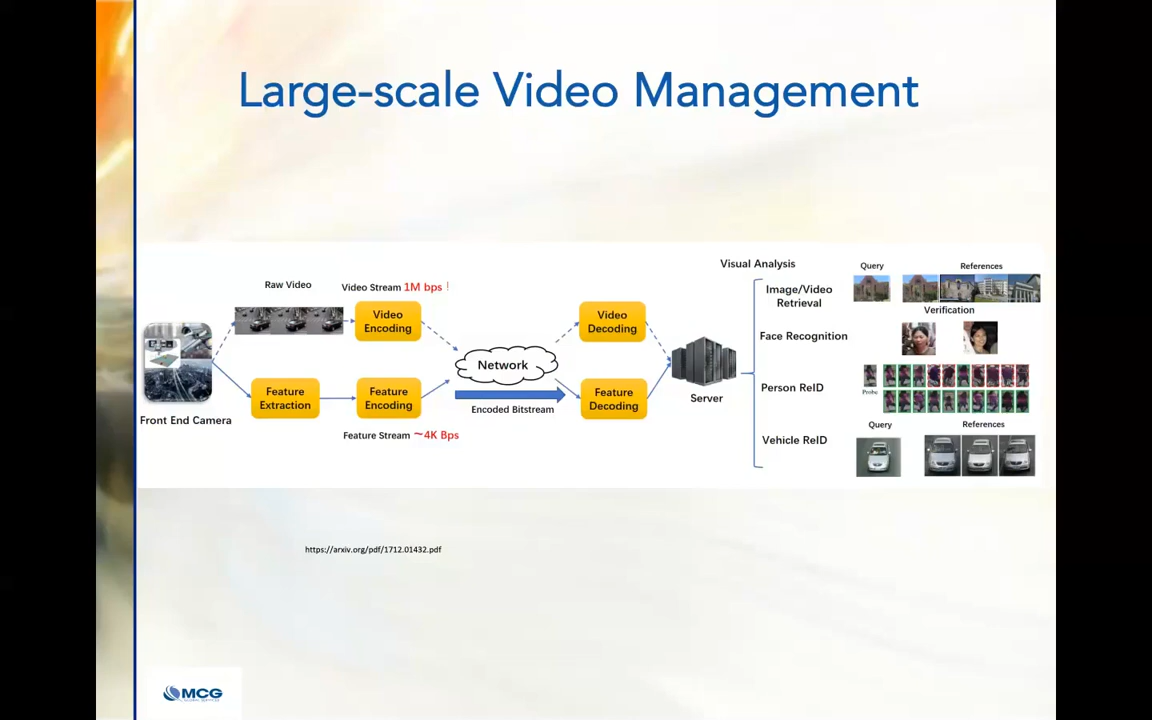 Large-scale Video Management
Raw Video
Video Stream 1M bps !
Video
Encoding
Feature
Extraction
Feature
Encoding
Front End Camera
Feature Stream ~4K Bps
Network
Encoded Bitstream
Video
Decoding
Feature
Decoding
Server
Visual Analysis
Image/Video
Retrieval
Face Recognition
Person ReID
Vehicle ReID
Query
References
Verification
Probe
Query
References
https://arxiv.org/pdf/1712.01432.pdf
MCG